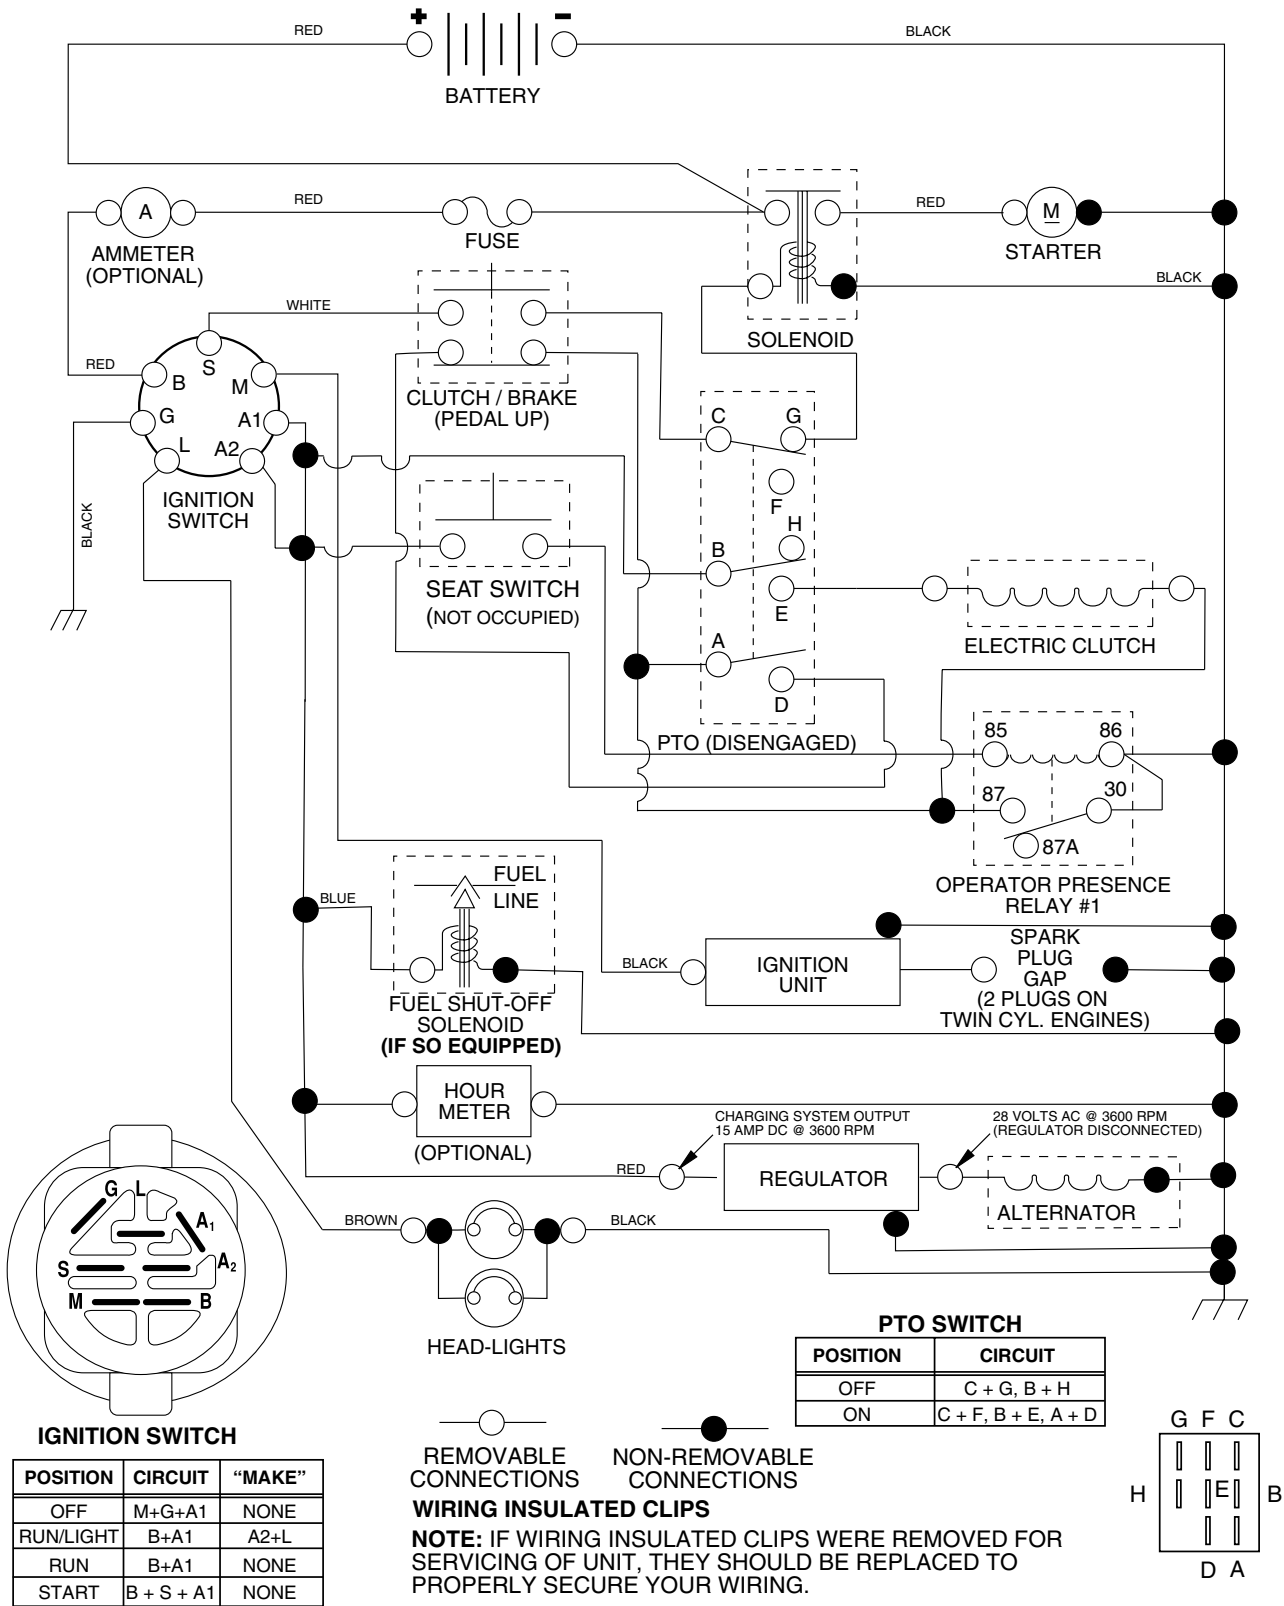 + −
RED
BLACK
BATTERY
RED
A
AMMETER
(OPTIONAL)
FUSE
RED
M
STARTER
BLACK
SOLENOID
WHITE
RED
S
B
M
G
A1
L
A2
IGNITION
SWITCH
BLACK
CLUTCH / BRAKE
(PEDAL UP)
C
G
F
H
B
E
A
D
PTO (DISENGAGED)
SEAT SWITCH
(NOT OCCUPIED)
ELECTRIC CLUTCH
85
86
87
30
87A
OPERATOR PRESENCE
RELAY #1
FUEL
LINE
BLUE
FUEL SHUT-OFF
SOLENOID
(IF SO EQUIPPED)
BLACK
IGNITION
UNIT
SPARK
PLUG
GAP
(2 PLUGS ON
TWIN CYL. ENGINES)
HOUR
METER
(OPTIONAL)
CHARGING SYSTEM OUTPUT
15 AMP DC @ 3600 RPM
28 VOLTS AC @ 3600 RPM
(REGULATOR DISCONNECTED)
RED
REGULATOR
ALTERNATOR
BROWN
BLACK
HEAD-LIGHTS
G L
A1
A2
S
M
B
IGNITION SWITCH
POSITION CIRCUIT “MAKE”
OFF M+G+A1 NONE
RUN/LIGHT B+A1 A2+L
RUN B+A1 NONE
START B + S + A1 NONE
PTO SWITCH
POSITION CIRCUIT
OFF C + G, B + H
ON C + F, B + E, A + D
REMOVABLE
CONNECTIONS
NON-REMOVABLE
CONNECTIONS
WIRING INSULATED CLIPS
NOTE: IF WIRING INSULATED CLIPS WERE REMOVED FOR
SERVICING OF UNIT, THEY SHOULD BE REPLACED TO
PROPERLY SECURE YOUR WIRING.
G F C
H E B
D A